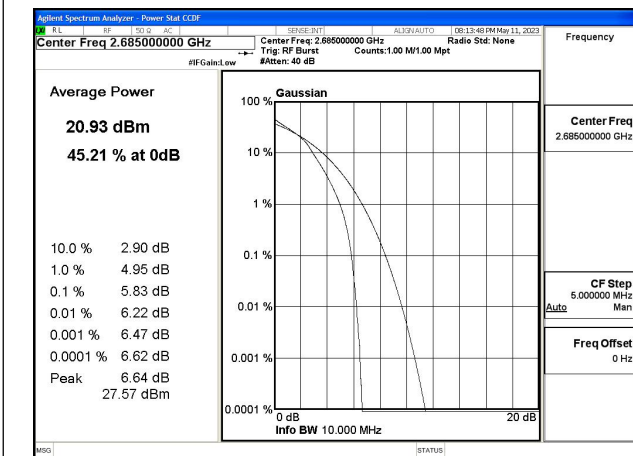 Agilent Spectrum Analyzer - Power Stat CCDF
RL RF 50 Ω AC SENSE:INT ALIGN AUTO 08:13:48 PM May 11, 2023
Center Freq 2.685000000 GHz
Center Freq: 2.685000000 GHz Radio Std: None
Trig: RF Burst Counts:1.00 M/1.00 Mpt
#IFGain:Low #Atten: 40 dB
Frequency
Average Power
20.93 dBm
45.21 % at 0dB
10.0 % 2.90 dB
1.0 % 4.95 dB
0.1 % 5.83 dB
0.01 % 6.22 dB
0.001 % 6.47 dB
0.0001 % 6.62 dB
Peak 6.64 dB
27.57 dBm
Gaussian
100 %
10 %
1 %
0.1 %
0.01 %
0.001 %
0.0001 %
0 dB 20 dB
Info BW 10.000 MHz
Center Freq
2.685000000 GHz
CF Step
5.000000 MHz
Auto Man
Freq Offset
0 Hz
MSG STATUS